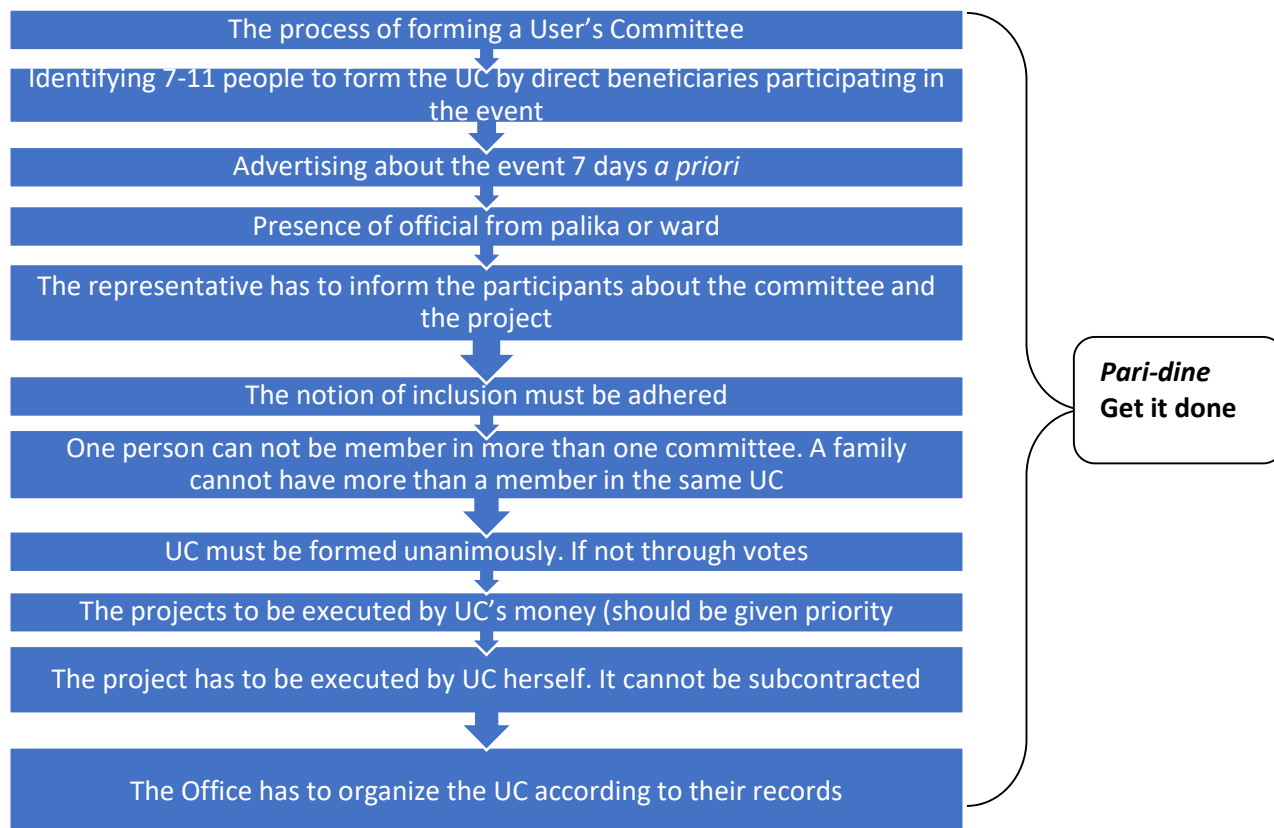 The process of forming a User’s Committee
Identifying 7-11 people to form the UC by direct beneficiaries participating in
the event
Advertising about the event 7 days a priori
Presence of official from palika or ward
The representative has to inform the participants about the committee and
the project
The notion of inclusion must be adhered
One person can not be member in more than one committee. A family
cannot have more than a member in the same UC
UC must be formed unanimously. If not through votes
The projects to be executed by UC’s money (should be given priority
The project has to be executed by UC herself. It cannot be subcontracted
The Office has to organize the UC according to their records
Pari-dine
Get it done